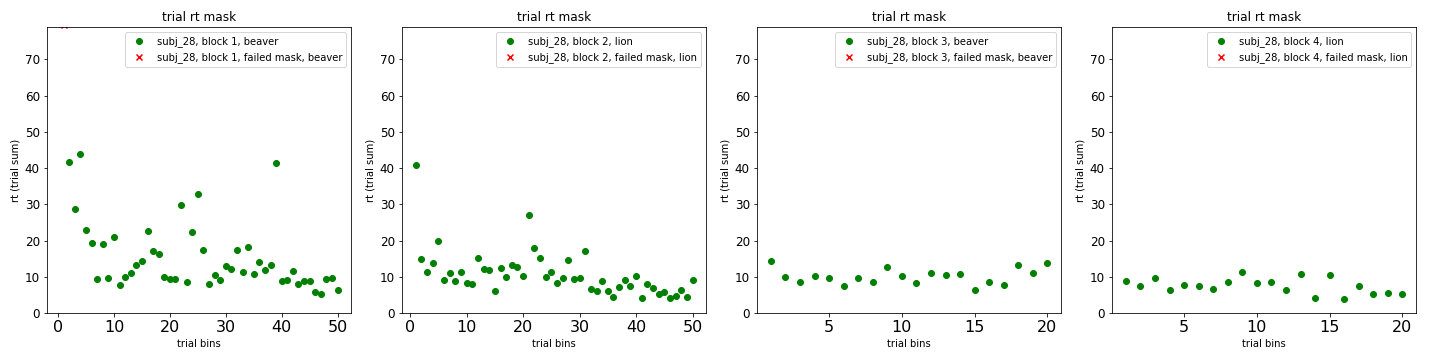 trial rt mask
subj_28, block 1, beaver
subj_28, block 1, failed mask, beaver
rt (trial sum)
70
60
50
40
30
20
10
0
0 10 20 30 40 50
trial bins
trial rt mask
subj_28, block 2, lion
subj_28, block 2, failed mask, lion
rt (trial sum)
70
60
50
40
30
20
10
0
0 10 20 30 40 50
trial bins
trial rt mask
subj_28, block 3, beaver
subj_28, block 3, failed mask, beaver
rt (trial sum)
70
60
50
40
30
20
10
0
5 10 15 20
trial bins
trial rt mask
subj_28, block 4, lion
subj_28, block 4, failed mask, lion
rt (trial sum)
70
60
50
40
30
20
10
0
5 10 15 20
trial bins